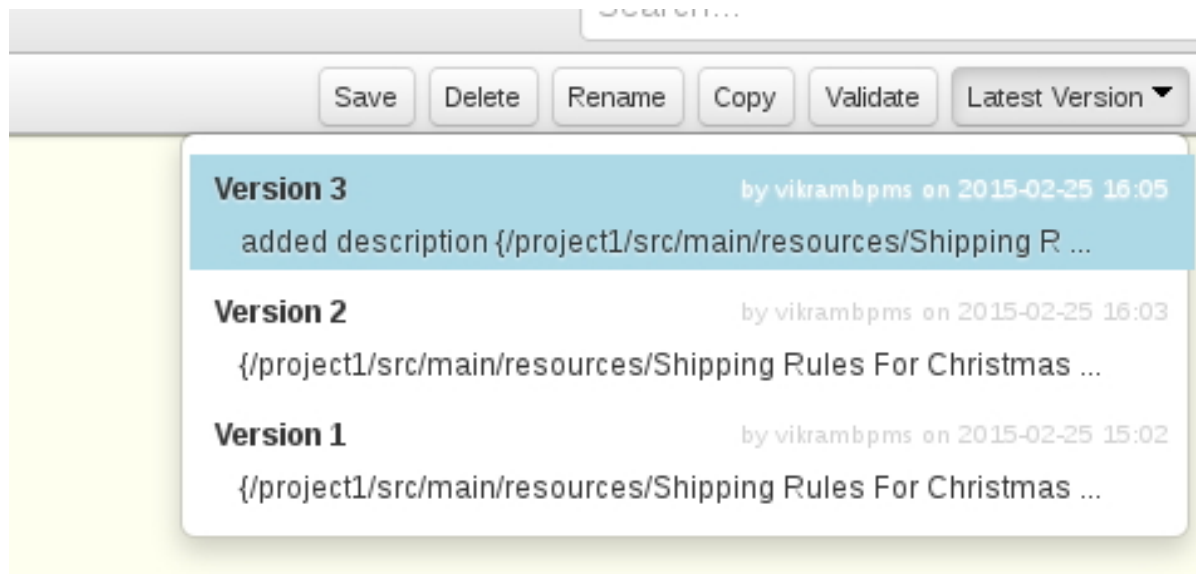 Search...
Save Delete Rename Copy Validate Latest Version
Version 3 by vikrambpms on 2015-02-25 16:05
added description {/project1/src/main/resources/Shipping R ...
Version 2 by vikrambpms on 2015-02-25 16:03
{/project1/src/main/resources/Shipping Rules For Christmas ...
Version 1 by vikrambpms on 2015-02-25 15:02
{/project1/src/main/resources/Shipping Rules For Christmas ...